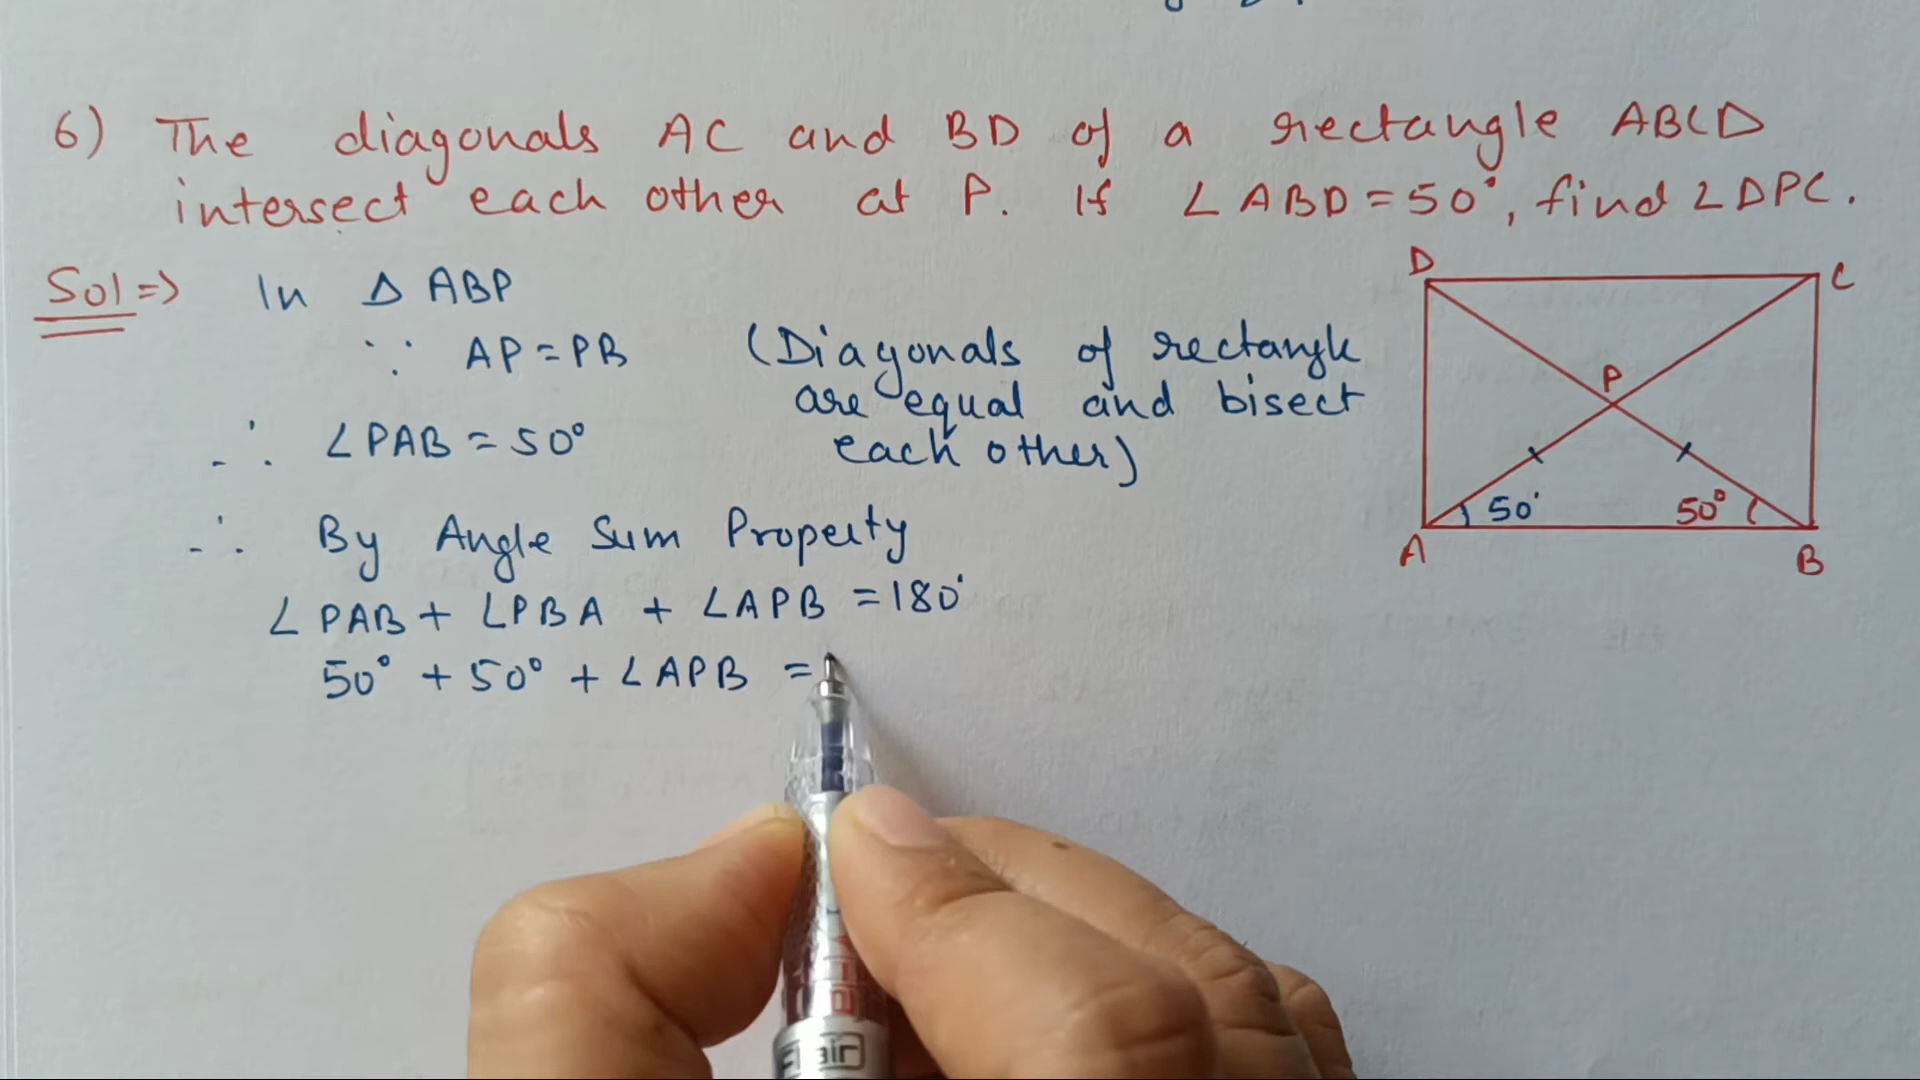 6) The diagonals AC and BD of a rectangle ABCD
intersect each other at P. If ∠ABD=50°, find ∠DPC.
Sol=> In Δ ABP
∵ AP=PB (Diagonals of rectangle
are equal and bisect
∴ ∠PAB = 50° each other)
∴ By Angle Sum Property
∠PAB + ∠PBA + ∠APB = 180°
50° + 50° + ∠APB =
D
C
P
50°
50°
A
B
Flair